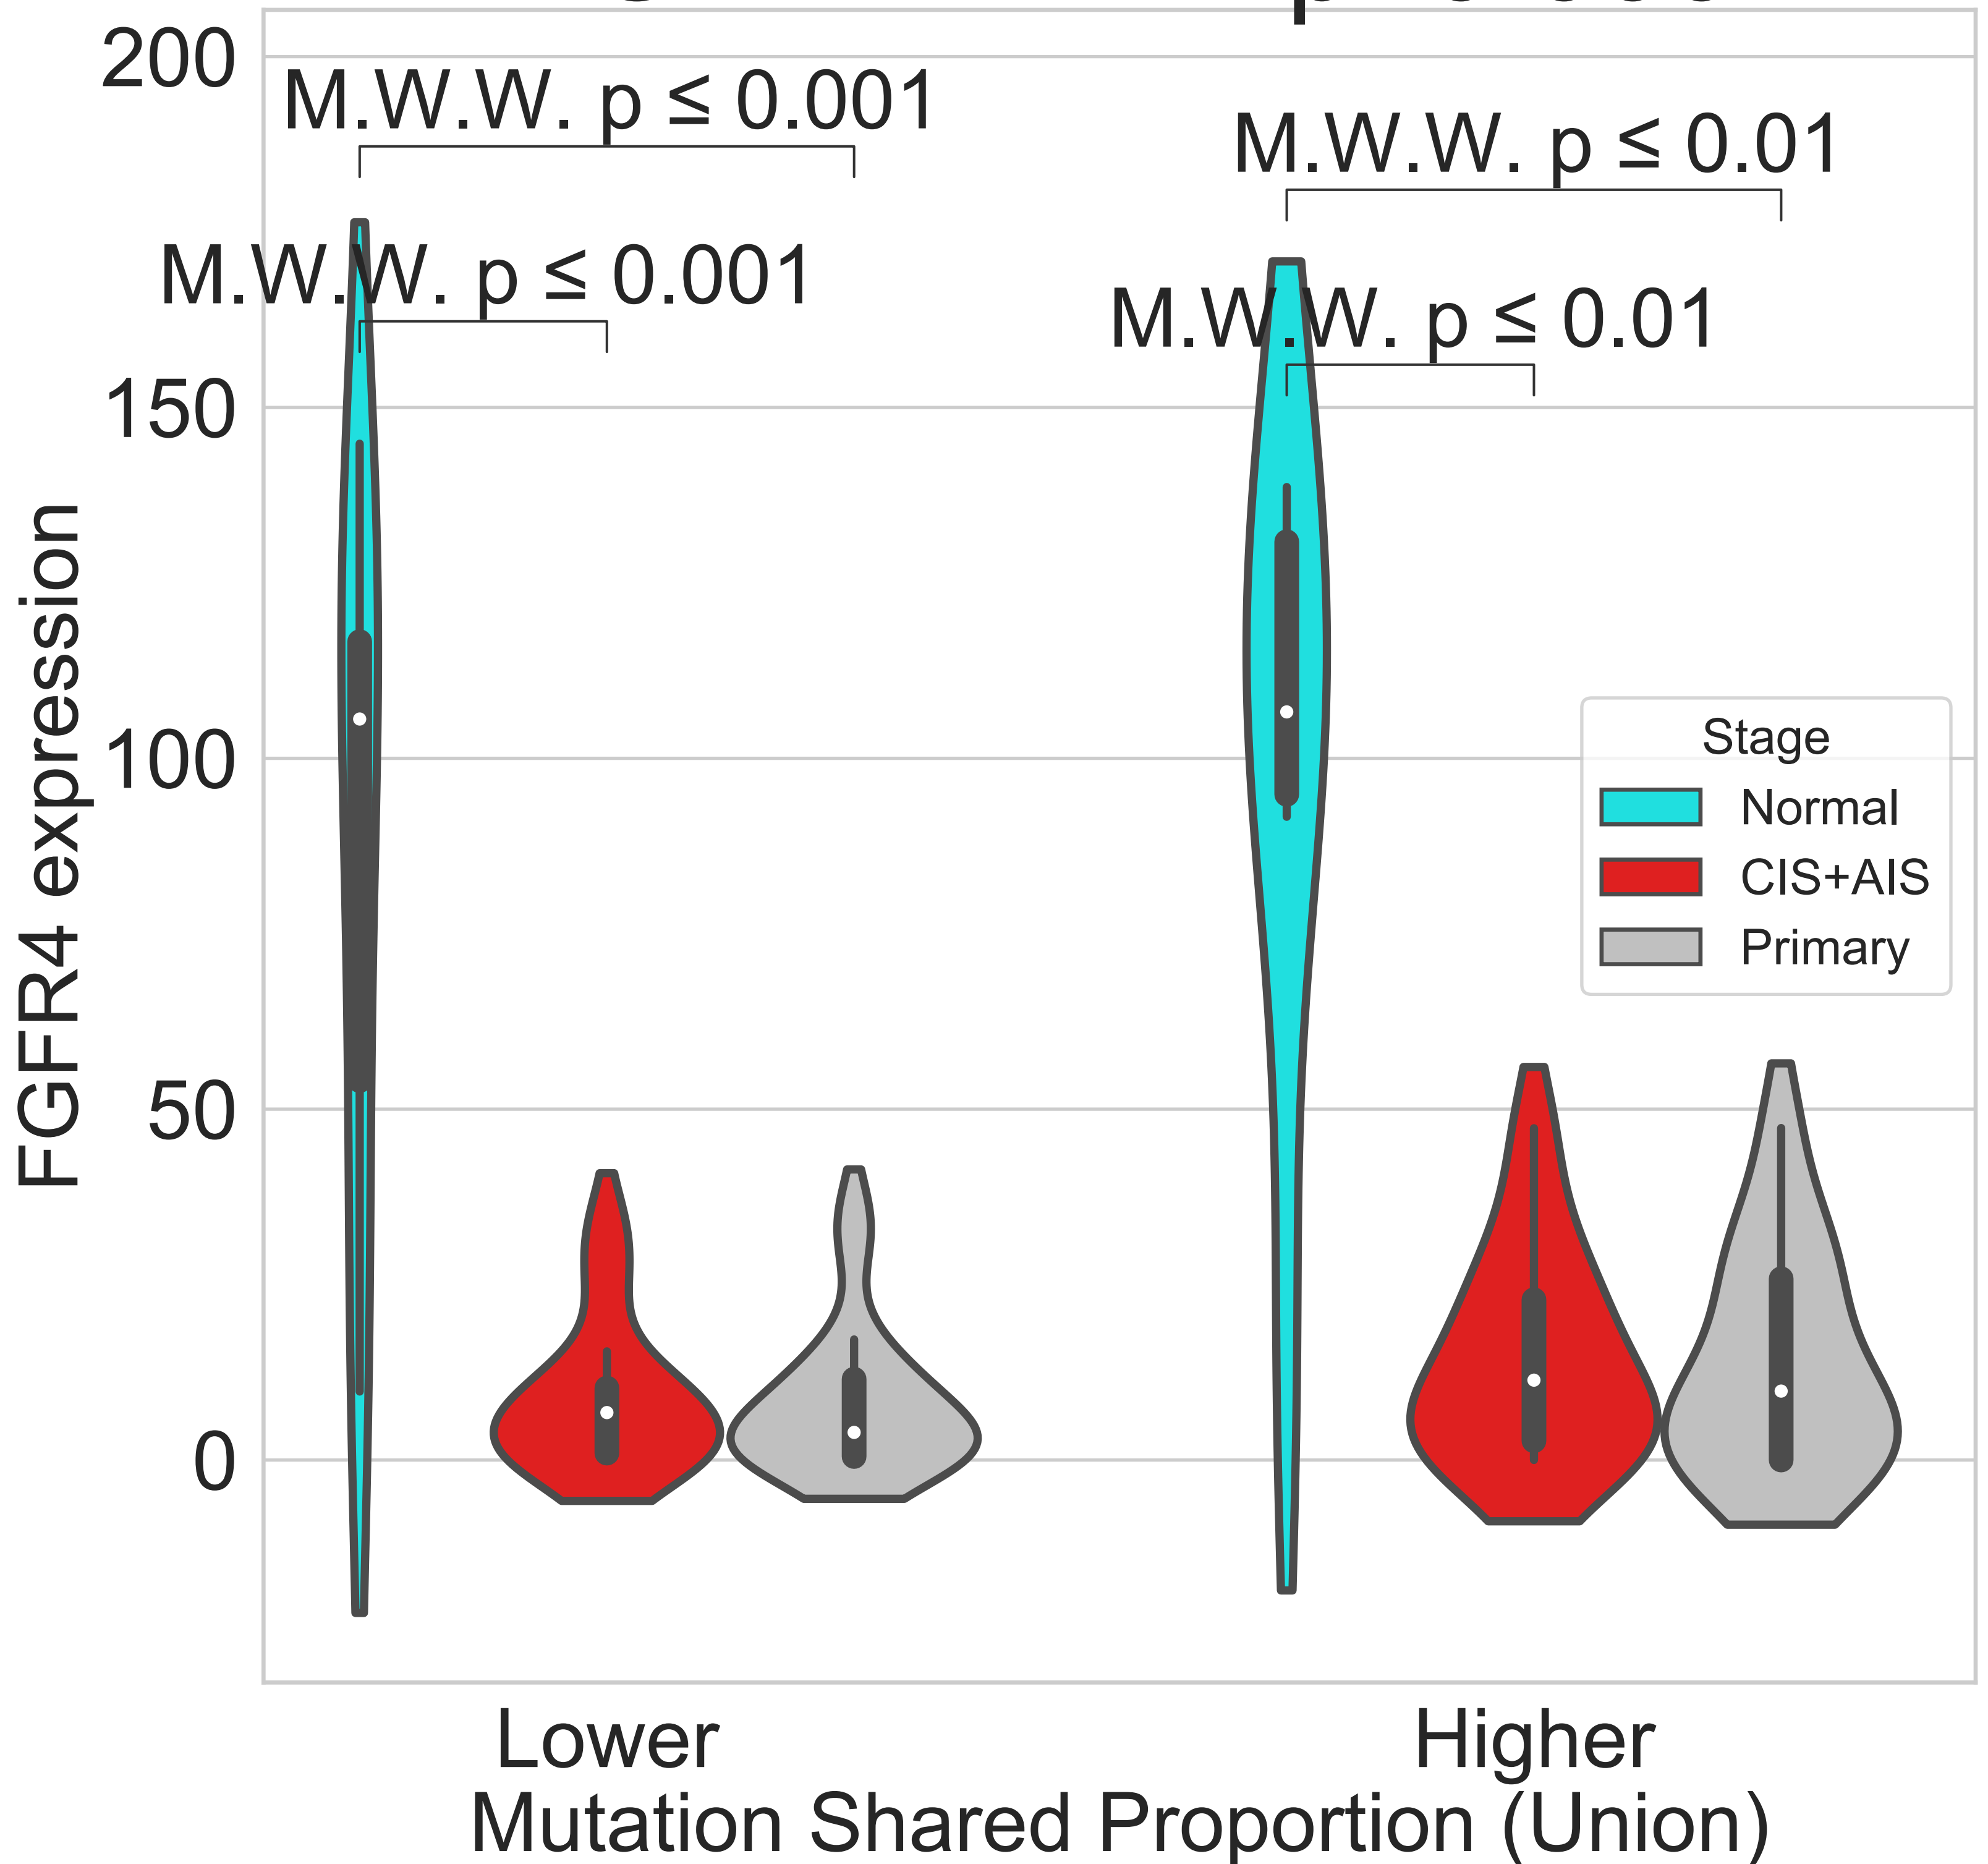 200
M.W.W. p ≤ 0.001
M.W.W. p ≤ 0.01
M.W.W. p ≤ 0.001
M.W.W. p ≤ 0.01
150
100
50
0
FGFR4 expression
Stage
Normal
CIS+AIS
Primary
Lower
Higher
Mutation Shared Proportion (Union)